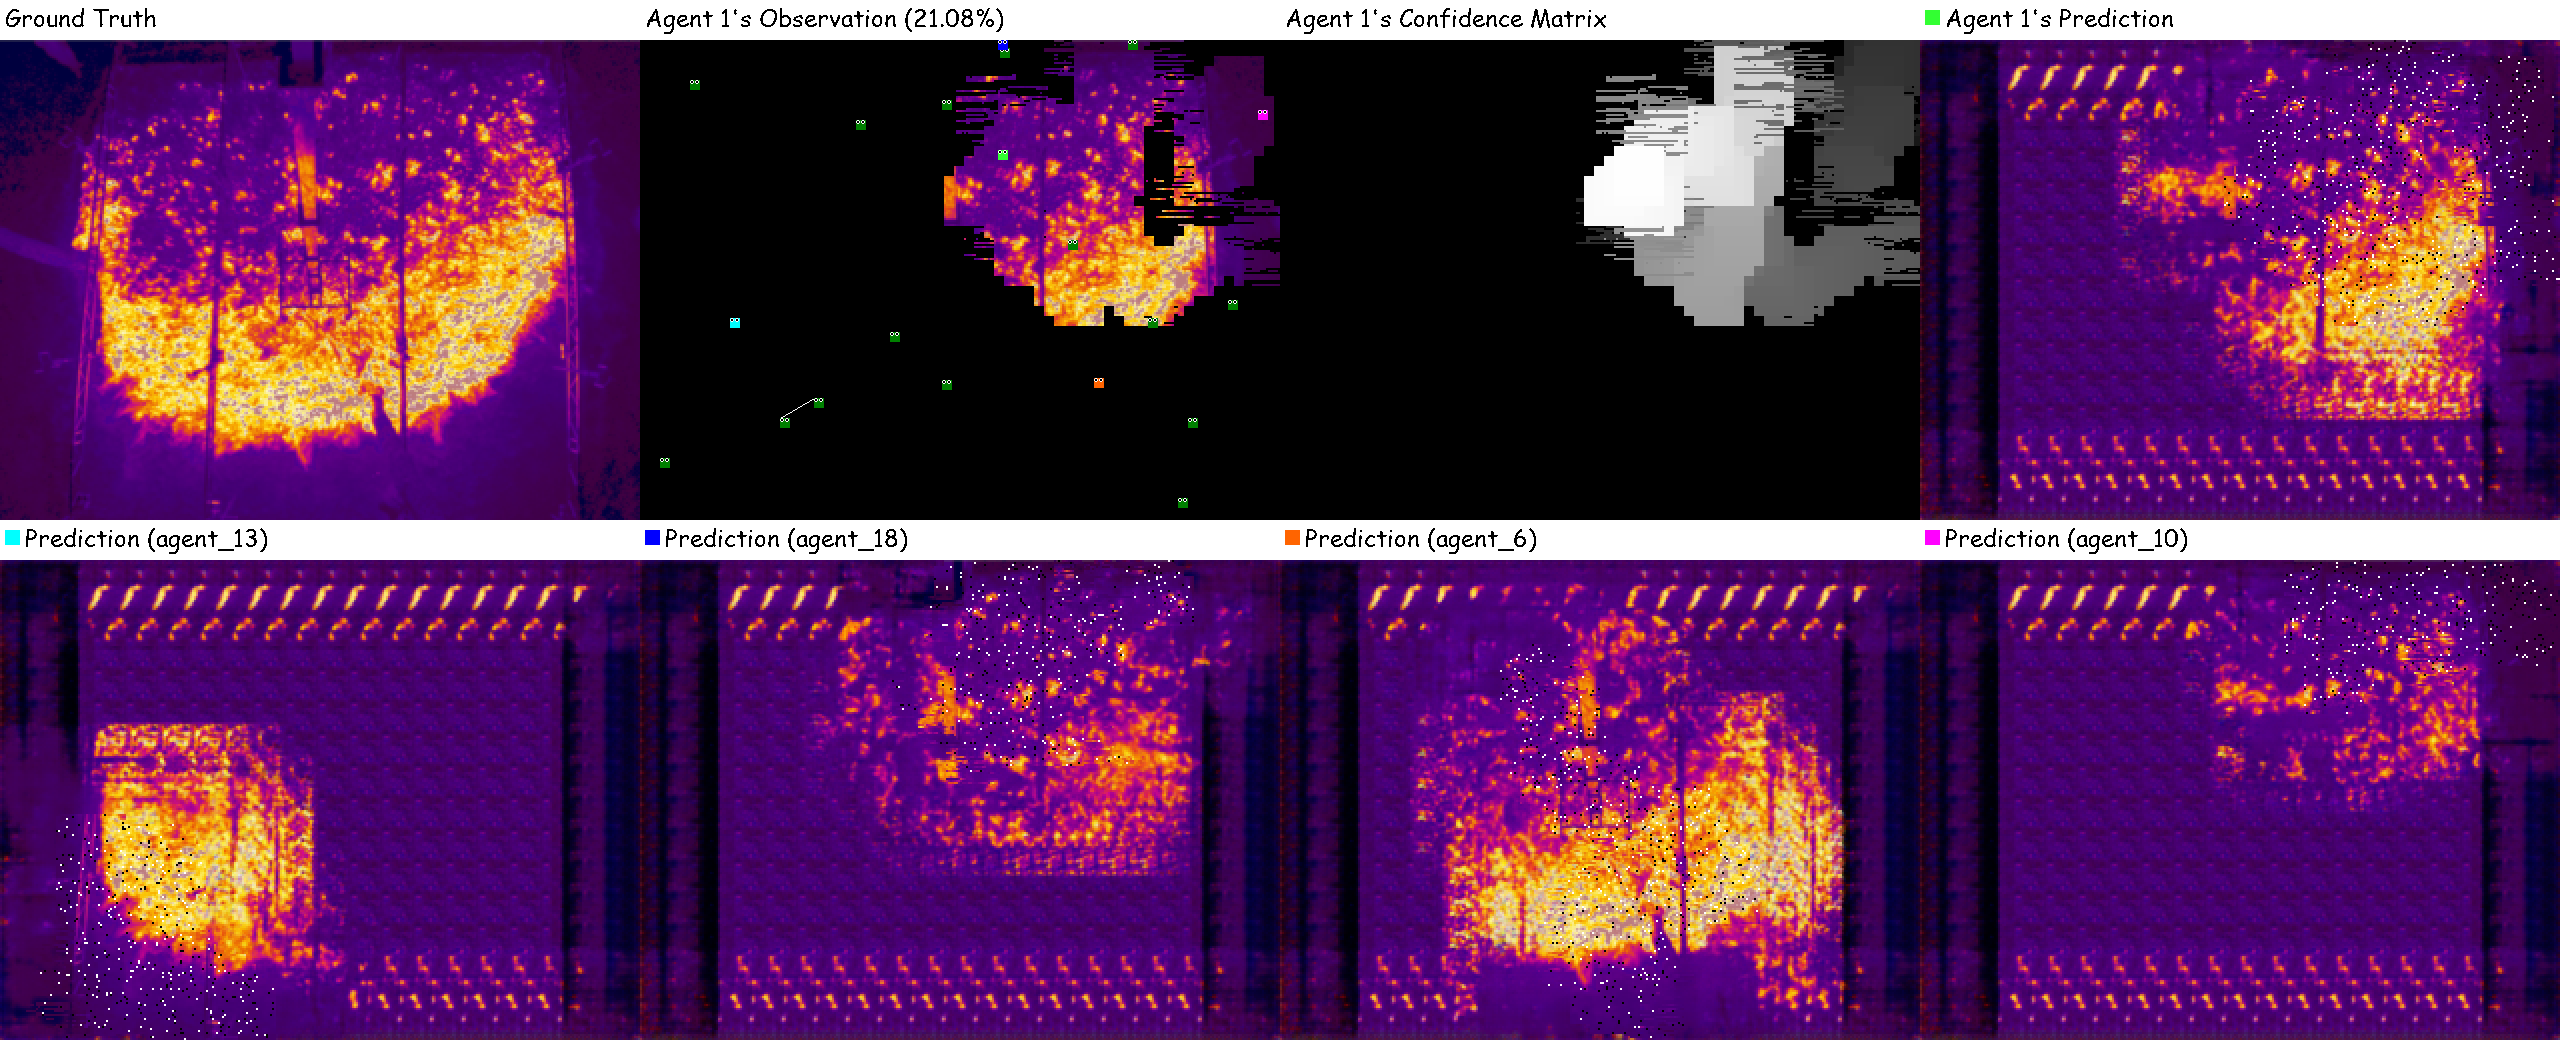 Ground Truth
Agent 1's Observation (21.08%)
Agent 1's Confidence Matrix
Agent 1's Prediction
Prediction (agent_13)
Prediction (agent_18)
Prediction (agent_6)
Prediction (agent_10)